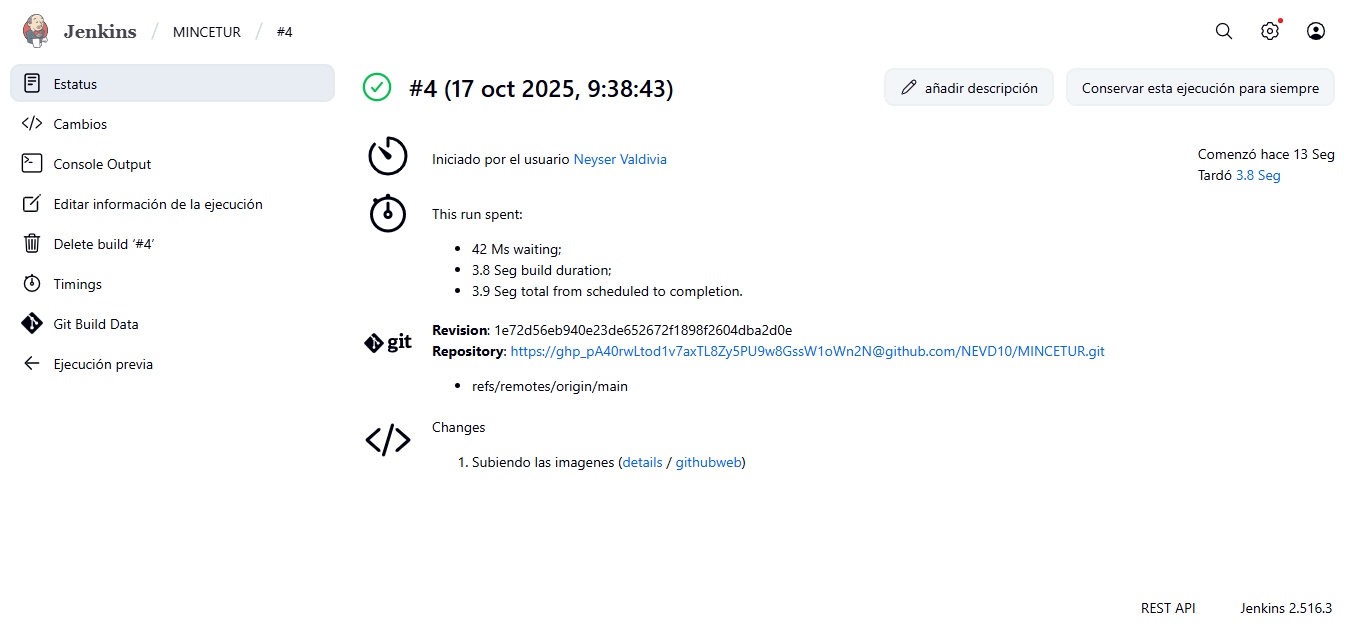 Jenkins / MINCETUR / #4
Estatus
Cambios
Console Output
Editar información de la ejecución
Delete build ‘#4’
Timings
Git Build Data
Ejecución previa
#4 (17 oct 2025, 9:38:43)
añadir descripción
Conservar esta ejecución para siempre
Iniciado por el usuario Neyser Valdivia
Comenzó hace 13 Seg
Tardó 3.8 Seg
This run spent:
42 Ms waiting;
3.8 Seg build duration;
3.9 Seg total from scheduled to completion.
git
Revision: 1e72d56eb940e23de652672f1898f2604dba2d0e
Repository: https://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@github.com/NEVD10/MINCETUR.git
refs/remotes/origin/main
Changes
1. Subiendo las imagenes (details / githubweb)
REST API
Jenkins 2.516.3